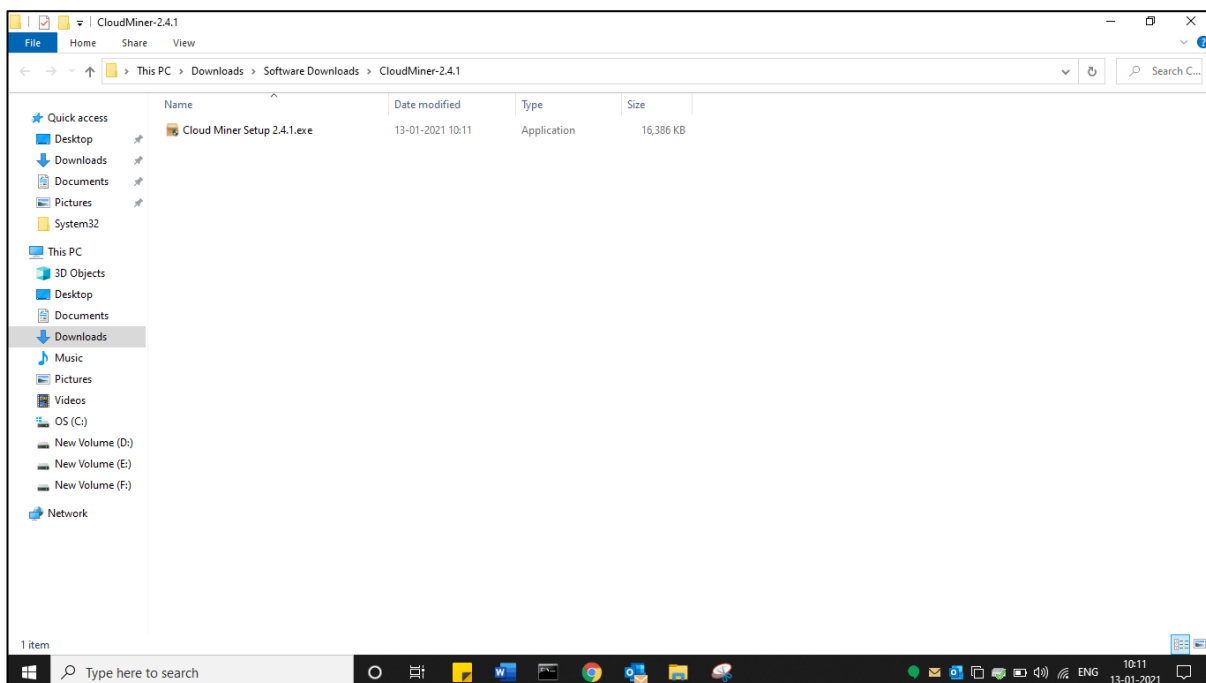 CloudMiner-2.4.1
File Home Share View
This PC > Downloads > Software Downloads > CloudMiner-2.4.1
Search C...
Name Date modified Type Size
Cloud Miner Setup 2.4.1.exe 13-01-2021 10:11 Application 16,386 KB
Quick access
Desktop
Downloads
Documents
Pictures
System32
This PC
3D Objects
Desktop
Documents
Downloads
Music
Pictures
Videos
OS (C:)
New Volume (D:)
New Volume (E:)
New Volume (F:)
Network
1 item
Type here to search
ENG
10:11
13-01-2021